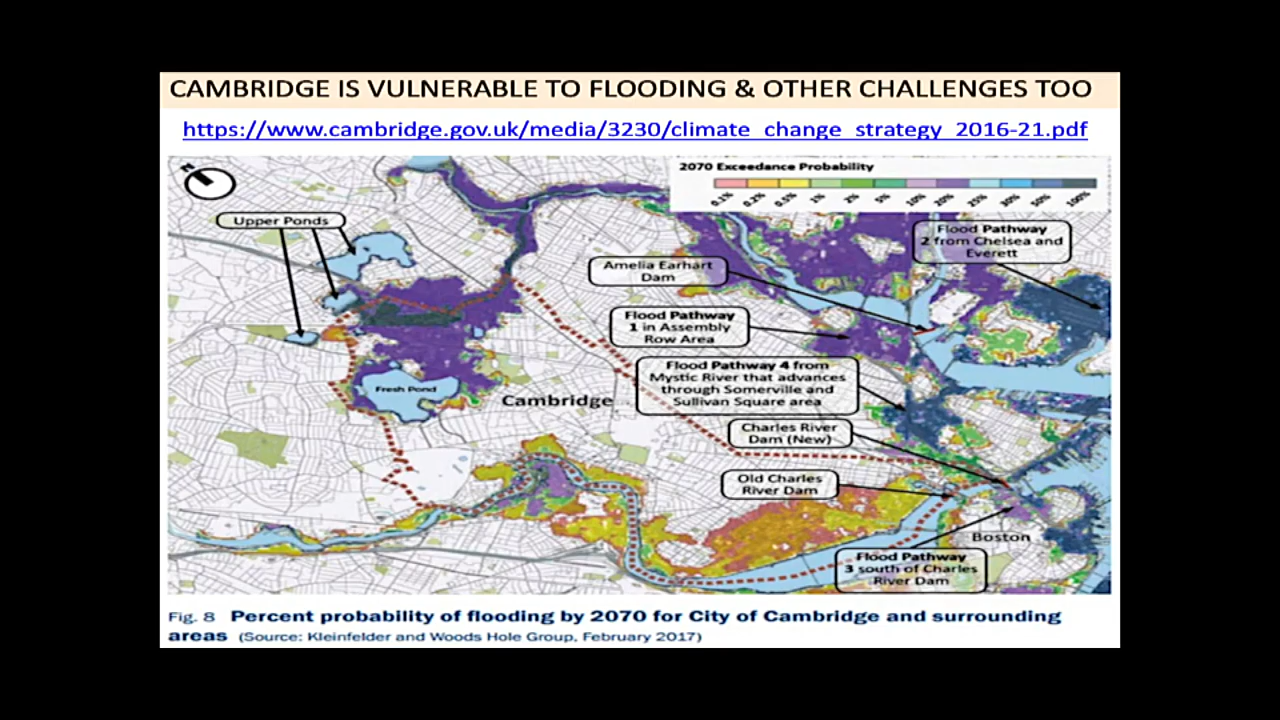 CAMBRIDGE IS VULNERABLE TO FLOODING & OTHER CHALLENGES TOO
https://www.cambridge.gov.uk/media/3230/climate_change_strategy_2016-21.pdf
2070 Exceedance Probability
0.1% 0.2% 0.5% 1% 2% 5% 10% 20% 25% 30% 50% 100%
N
Upper Ponds
Flood Pathway
2 from Chelsea and
Everett
Amelia Earhart
Dam
Flood Pathway
1 in Assembly
Row Area
Flood Pathway 4 from
Mystic River that advances
through Somerville and
Sullivan Square area
Fresh Pond
Cambridge
Charles River
Dam (New)
Old Charles
River Dam
Boston
Flood Pathway
3 south of Charles
River Dam
Fig. 8 Percent probability of flooding by 2070 for City of Cambridge and surrounding
areas (Source: Kleinfelder and Woods Hole Group, February 2017)